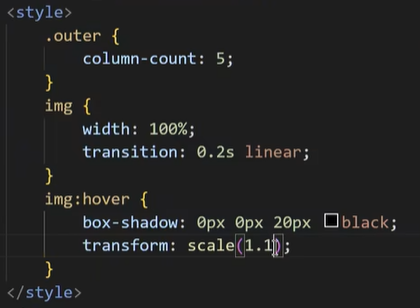 <style>
.outer {
column-count: 5;
}
img {
width: 100%;
transition: 0.2s linear;
}
img:hover {
box-shadow: 0px 0px 20px black;
transform: scale(1.1);
}
</style>